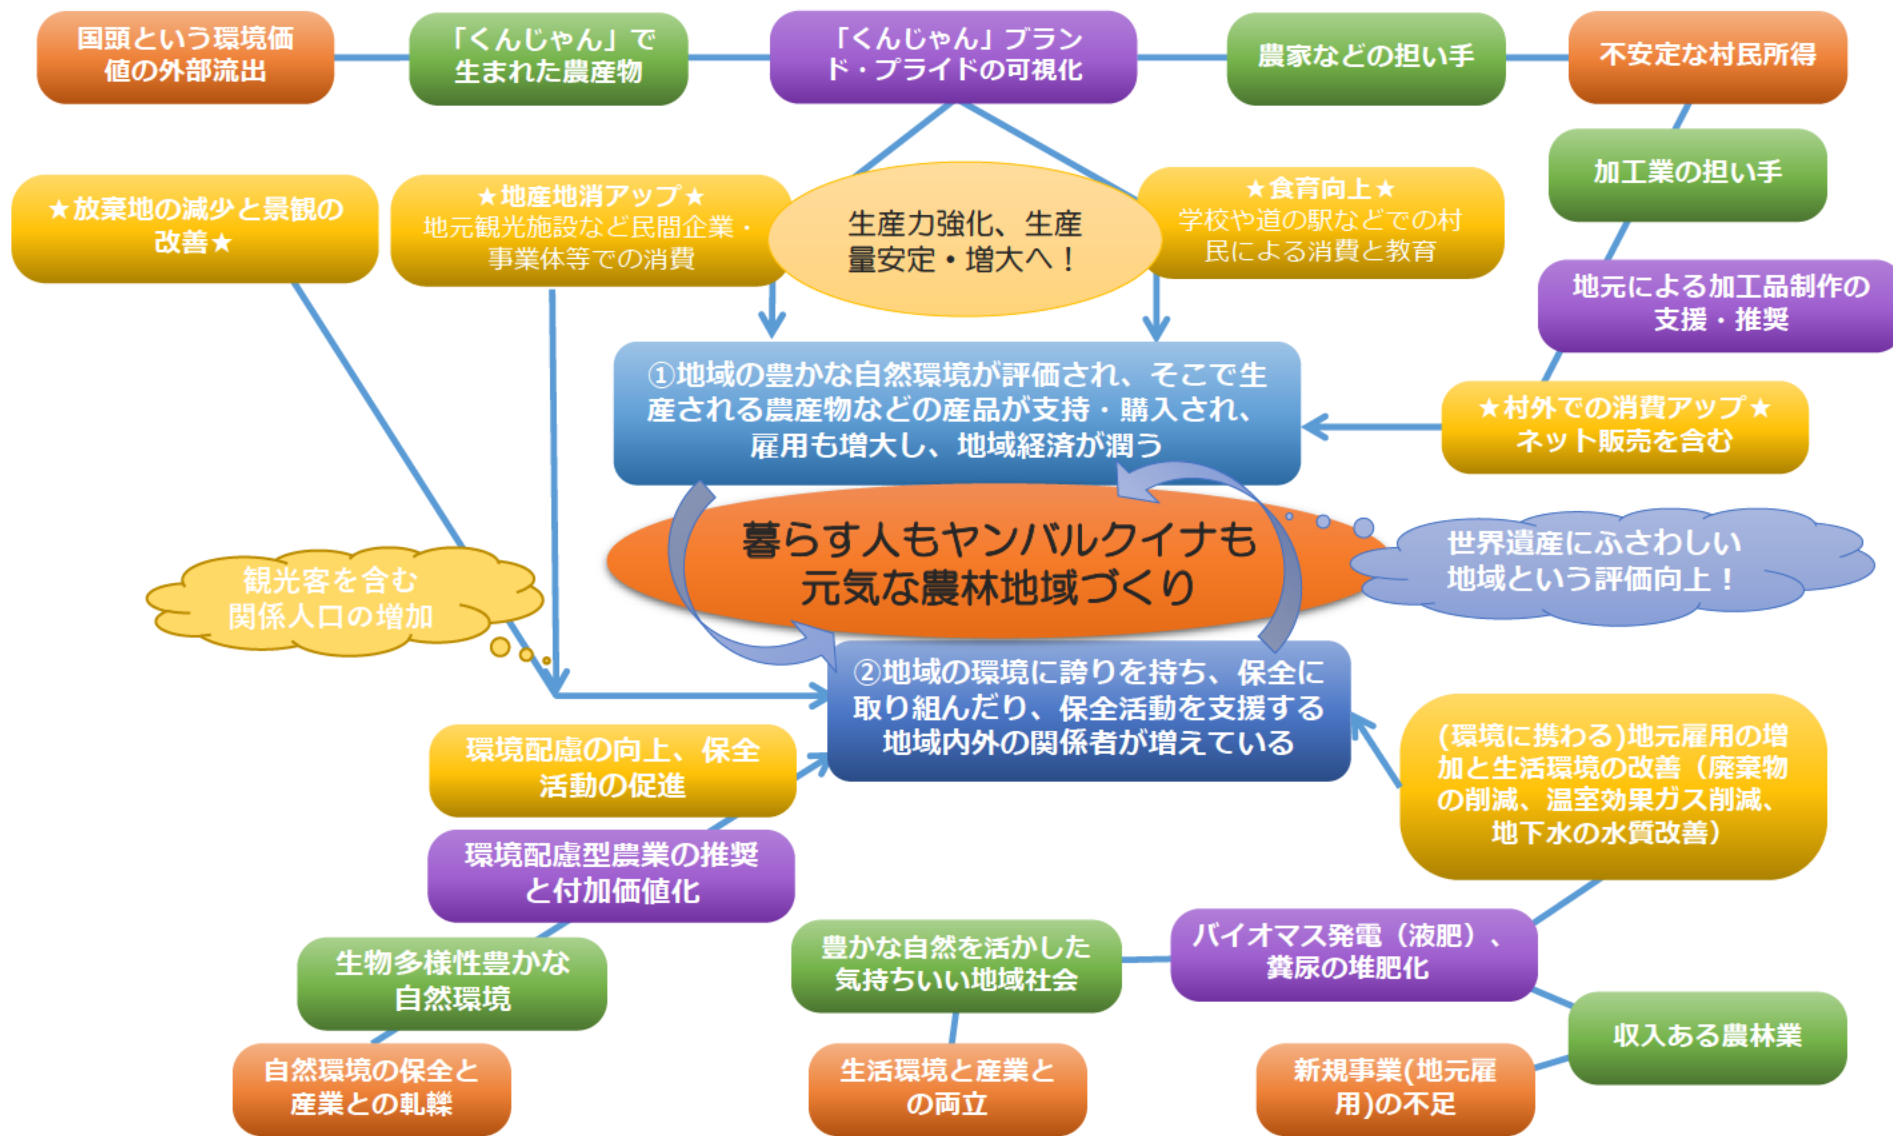 国頭という環境価
値の外部流出
「くんじゃん」で
生まれた農産物
「くんじゃん」ブラン
ド・プライドの可視化
農家などの担い手
不安定な村民所得
加工業の担い手
★放棄地の減少と景観の
改善★
★地産地消アップ★
地元観光施設など民間企業・
事業体等での消費
生産力強化、生産
量安定・増大へ！
★食育向上★
学校や道の駅などでの村
民による消費と教育
地元による加工品制作の
支援・推奨
①地域の豊かな自然環境が評価され、そこで生
産される農産物などの産品が支持・購入され、
雇用も増大し、地域経済が潤う
★村外での消費アップ★
ネット販売を含む
暮らす人もヤンバルクイナも
元気な農林地域づくり
世界遺産にふさわしい
地域という評価向上！
観光客を含む
関係人口の増加
②地域の環境に誇りを持ち、保全に
取り組んだり、保全活動を支援する
地域内外の関係者が増えている
環境配慮の向上、保全
活動の促進
(環境に携わる)地元雇用の増
加と生活環境の改善（廃棄物
の削減、温室効果ガス削減、
地下水の水質改善）
環境配慮型農業の推奨
と付加価値化
生物多様性豊かな
自然環境
豊かな自然を活かした
気持ちいい地域社会
バイオマス発電（液肥）、
糞尿の堆肥化
収入ある農林業
自然環境の保全と
産業との軋轢
生活環境と産業と
の両立
新規事業(地元雇
用)の不足